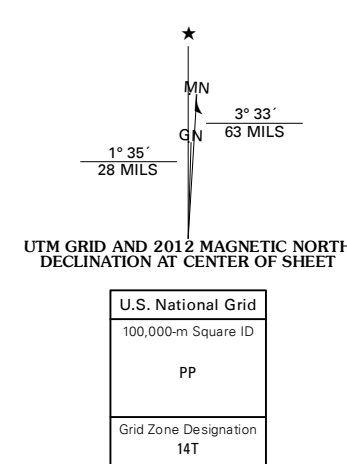 ★
MN
3° 33´
63 MILS
GN
1° 35´
28 MILS
UTM GRID AND 2012 MAGNETIC NORTH
DECLINATION AT CENTER OF SHEET
U.S. National Grid
100,000-m Square ID
PP
Grid Zone Designation
14T